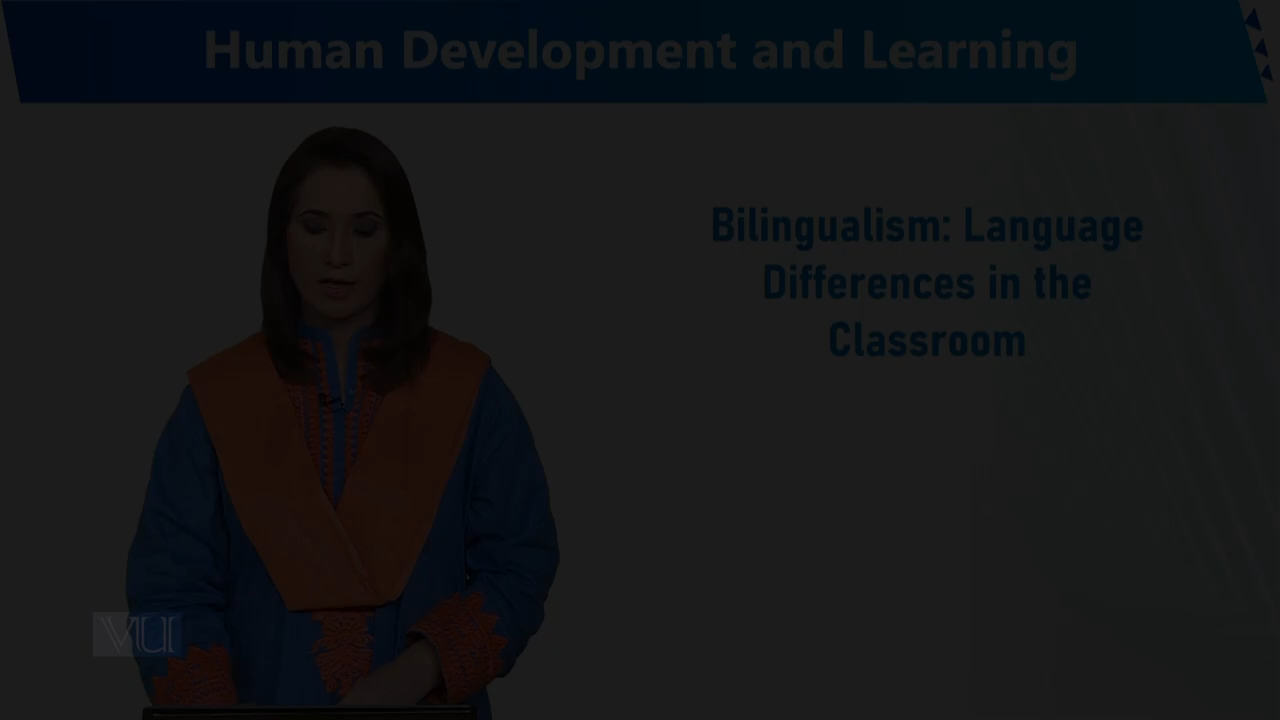 Human Development and Learning
Bilingualism: Language
Differences in the
Classroom
VU